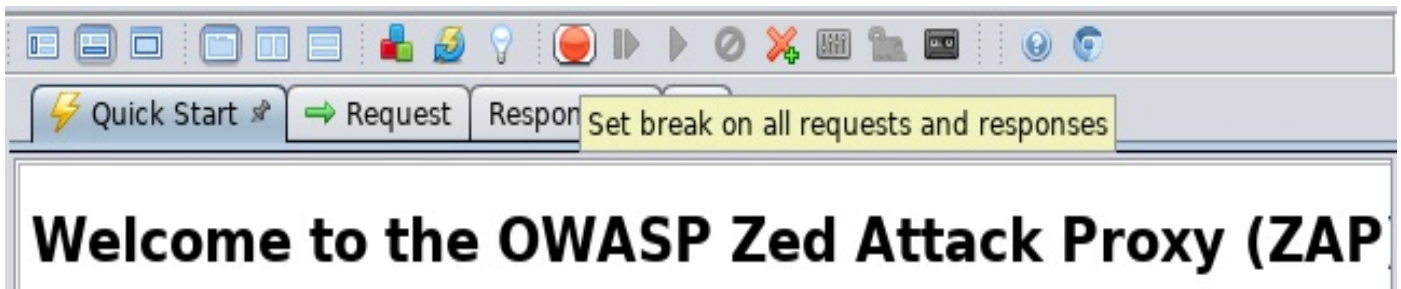 Quick Start
Request
Respon
Set break on all requests and responses
Welcome to the OWASP Zed Attack Proxy (ZAP)